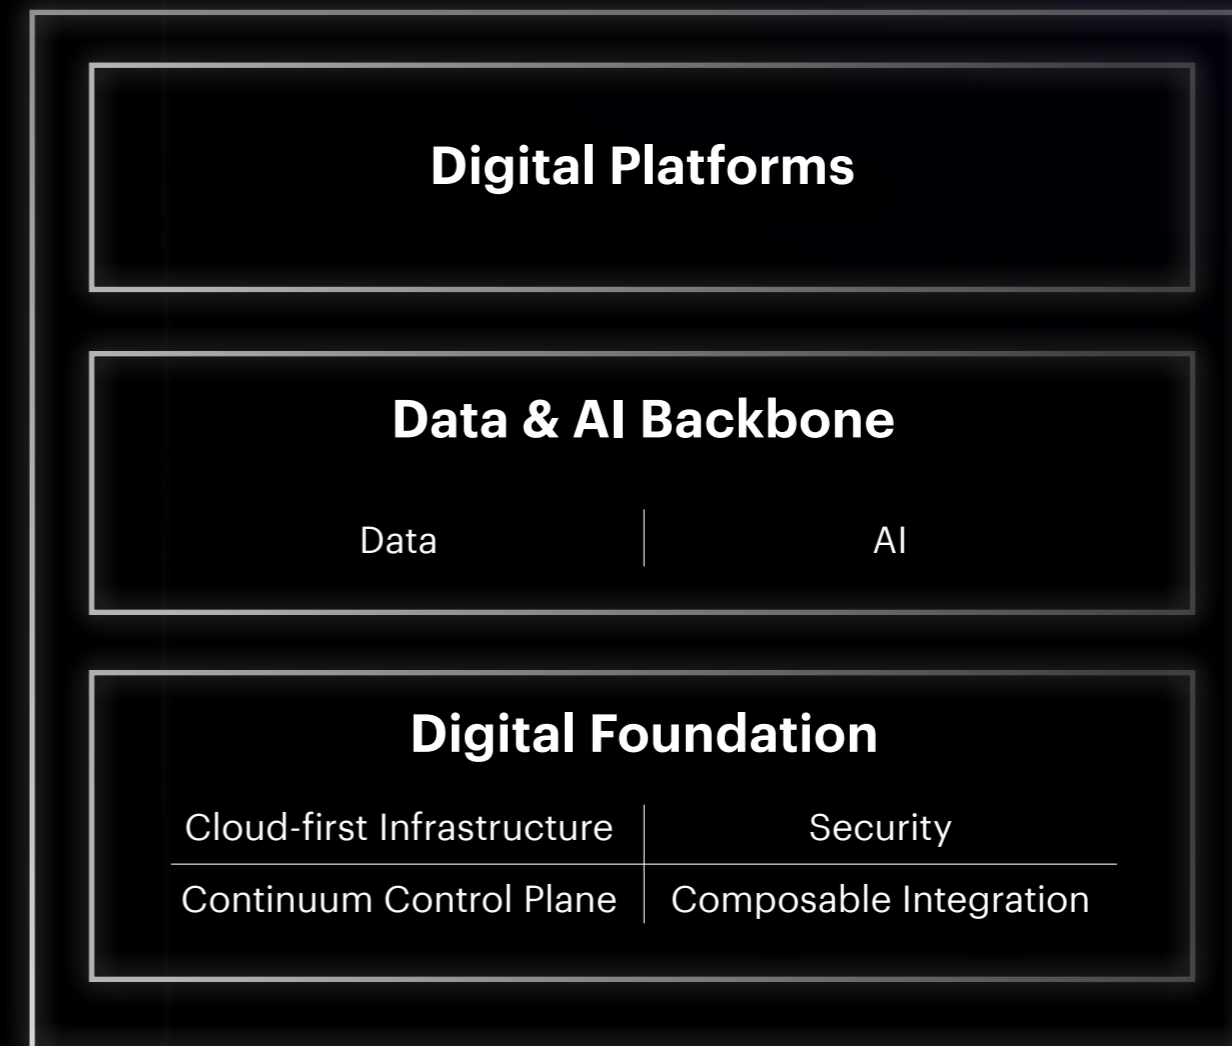 Digital Platforms
Data & AI Backbone
Data
AI
Digital Foundation
Cloud-first Infrastructure
Security
Continuum Control Plane
Composable Integration